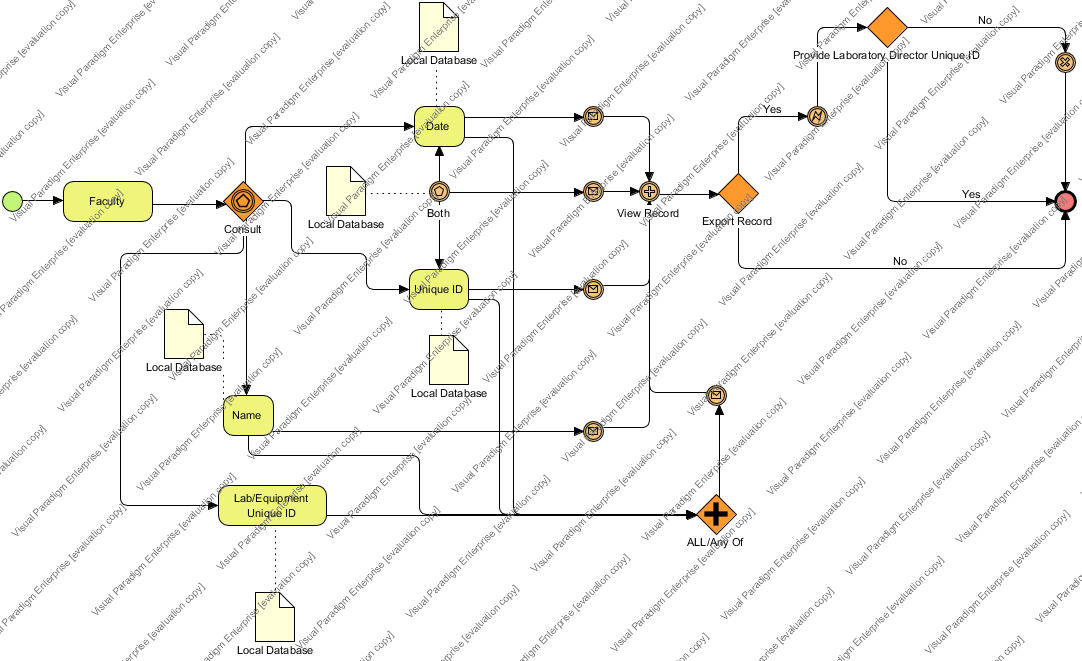 Local Database
No
Provide Laboratory Director Unique ID
Yes
Date
Faculty
Consult
Local Database
Both
View Record
Export Record
Yes
No
Unique ID
Local Database
Local Database
Name
Lab/Equipment
Unique ID
ALL/Any Of
Local Database
Visual Paradigm Enterprise [evaluation copy]